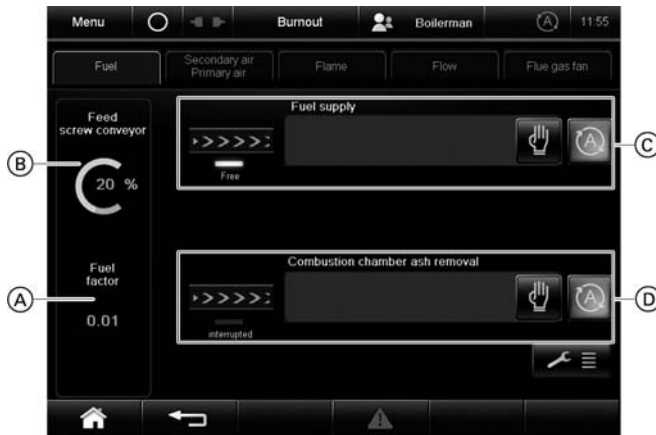 Menu Burnout Boilerman A 11:55
Fuel Secondary air Primary air Flame Flow Flue gas fan
Feed
screw conveyor
B
20 %
Fuel
factor
A
0.01
Fuel supply
Free
A
C
Combustion chamber ash removal
interrupted
A
D